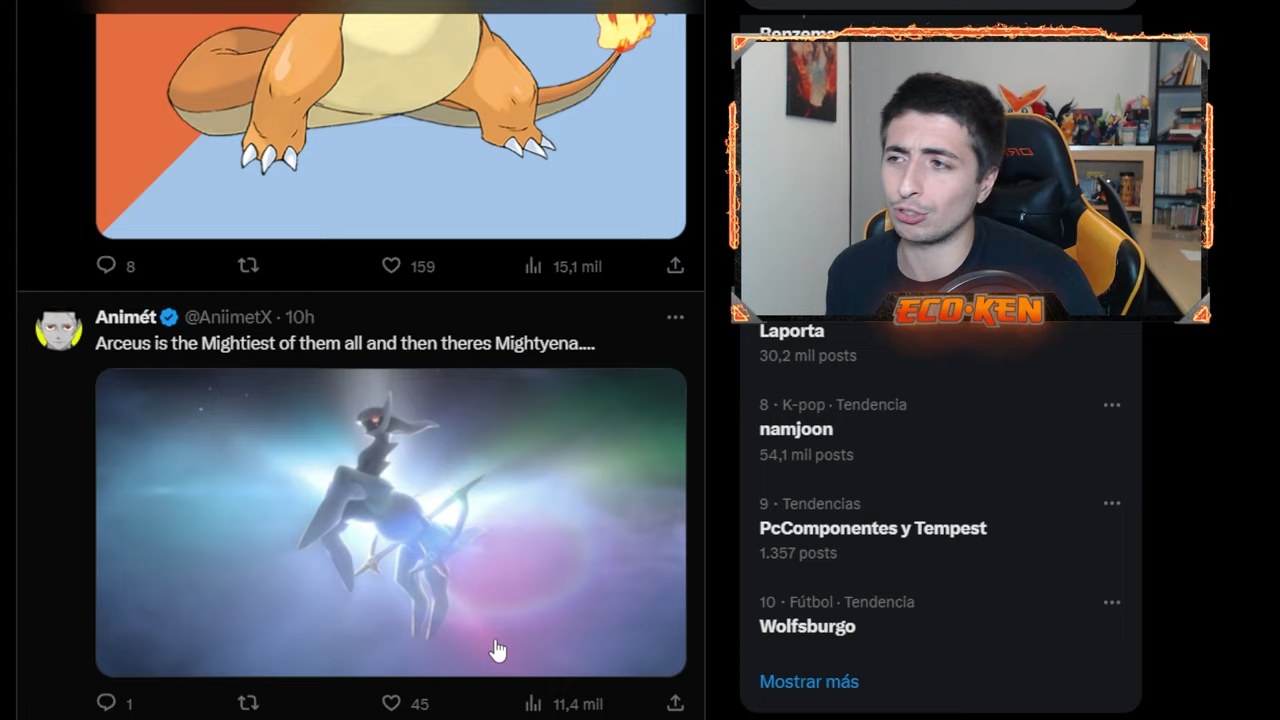 8
159
15,1 mil
Animét @AniimetX · 10h
Arceus is the Mightiest of them all and then theres Mightyena....
1
45
11,4 mil
ECO·KEN
Laporta
30,2 mil posts
8 · K-pop · Tendencia
namjoon
54,1 mil posts
9 · Tendencias
PcComponentes y Tempest
1.357 posts
10 · Fútbol · Tendencia
Wolfsburgo
Mostrar más